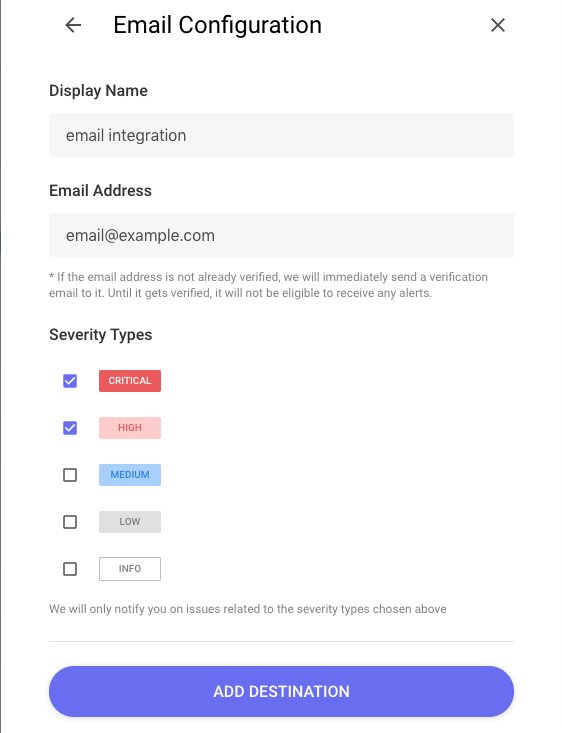 Email Configuration
Display Name
email integration
Email Address
email@example.com
* If the email address is not already verified, we will immediately send a verification
email to it. Until it gets verified, it will not be eligible to receive any alerts.
Severity Types
CRITICAL
HIGH
MEDIUM
LOW
INFO
We will only notify you on issues related to the severity types chosen above
ADD DESTINATION